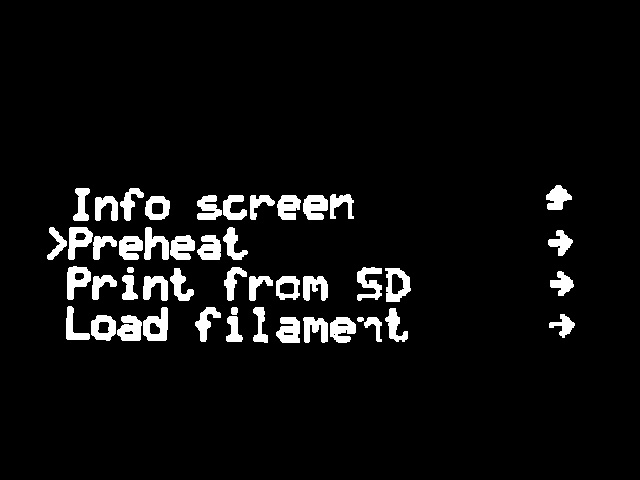 Info screen ↑
>Preheat →
Print from SD →
Load filament →